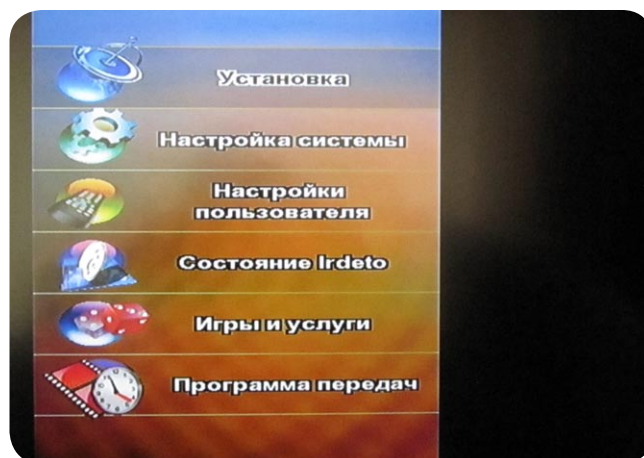 Установка
Настройка системы
Настройки
пользователя
Состояние Irdeto
Игры и услуги
Программа передач